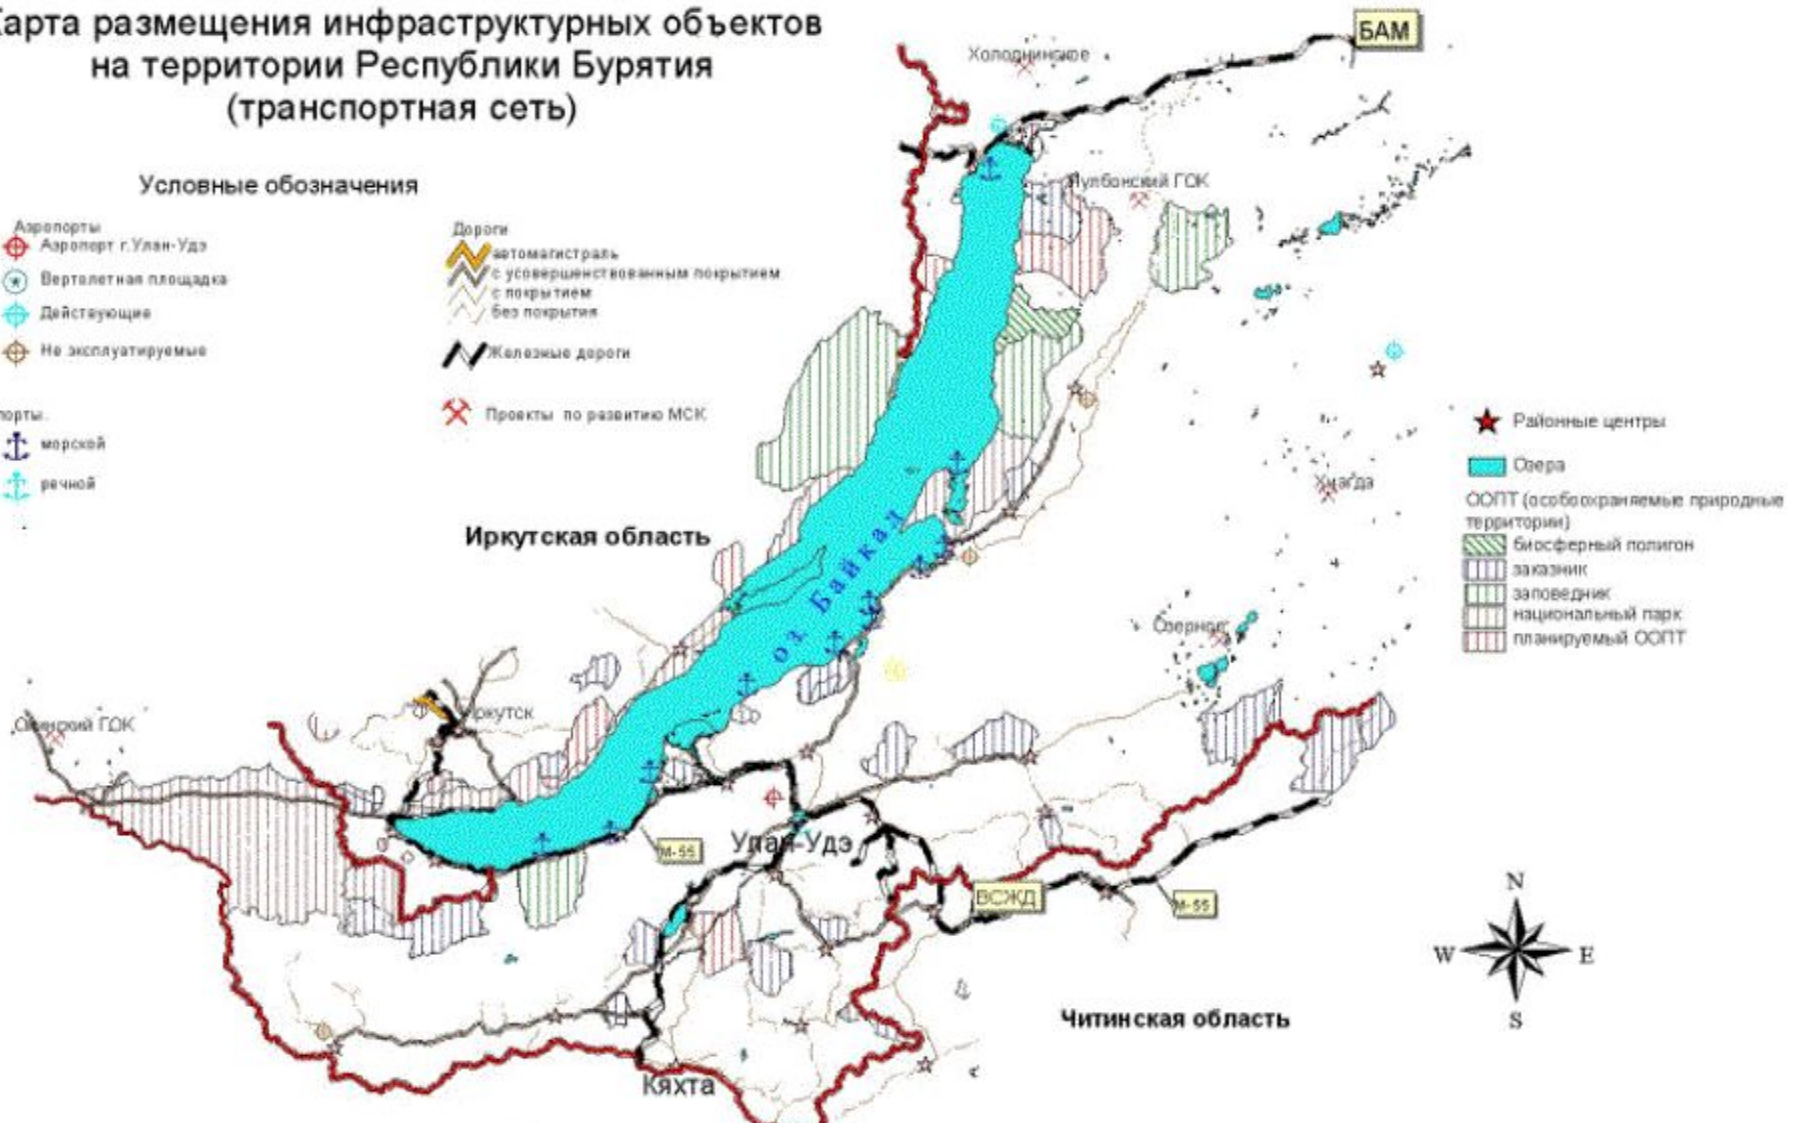 Карта размещения инфраструктурных объектов
на территории Республики Бурятия
(транспортная сеть)
Условные обозначения
Аэропорты
Аэропорт г.Улан-Удэ
Вертолетная площадка
Действующие
Не эксплуатируемые
порты.
морской
речной
Дороги
автомагистраль
с усовершенствованным покрытием
с покрытием
без покрытия
Железные дороги
Проекты по развитию МСК
Районные центры
Озера
ООПТ (особоохраняемые природные
территории)
биосферный полигон
заказник
заповедник
национальный парк
планируемый ООПТ
БАМ
Холоднинское
ГОК
Хиагда
Озерное
Иркутская область
оз. Байкал
Иркутск
ГОК
М-55
Улан-Удэ
ВСЖД
М-55
Читинская область
Кяхта
N
W
E
S